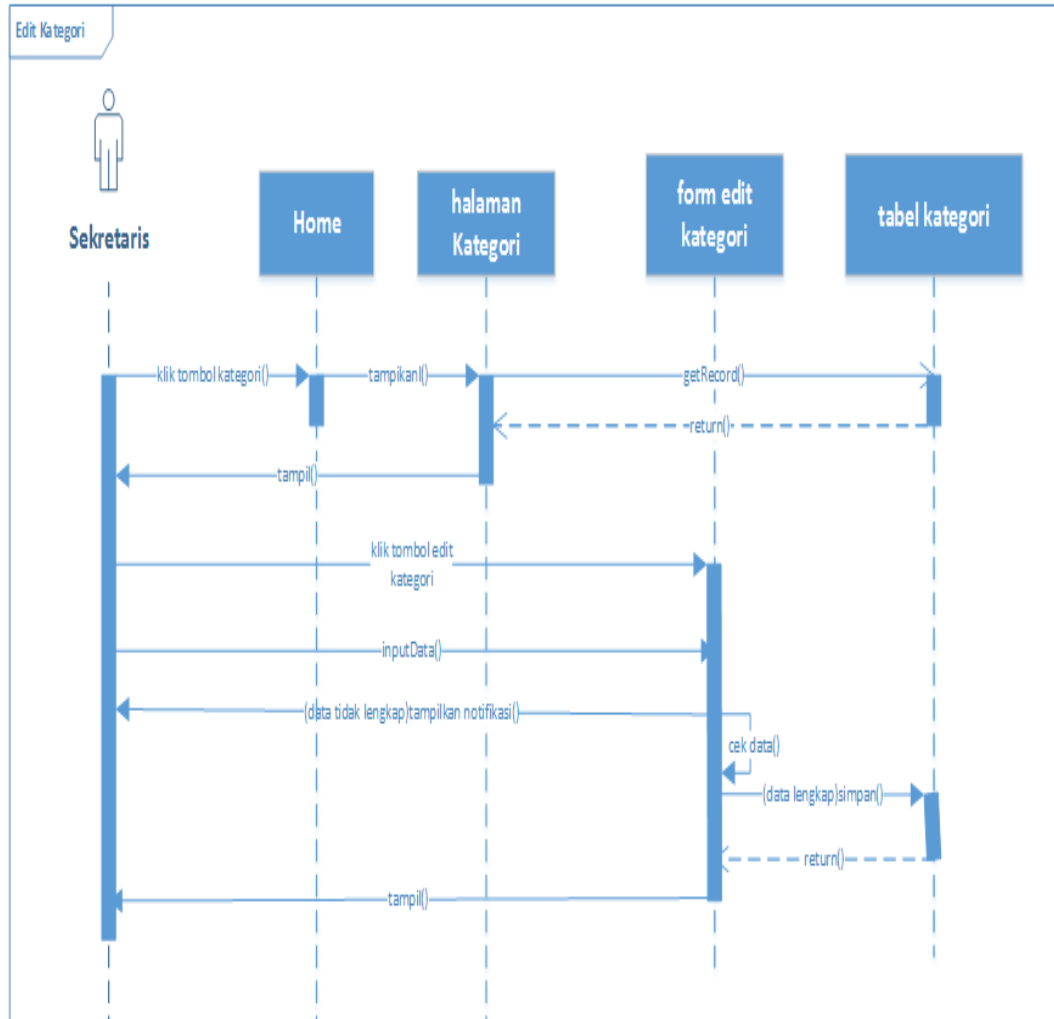 Edit Kategori
Sekretaris
Home
halaman
Kategori
form edit
kategori
tabel kategori
klik tombol kategori()
tampikanl()
getRecord()
return()
tampil()
klik tombol edit
kategori
inputData()
(data tidak lengkap)tampilkan notifikasi()
cek data()
(data lengkap)simpan()
return()
tampil()